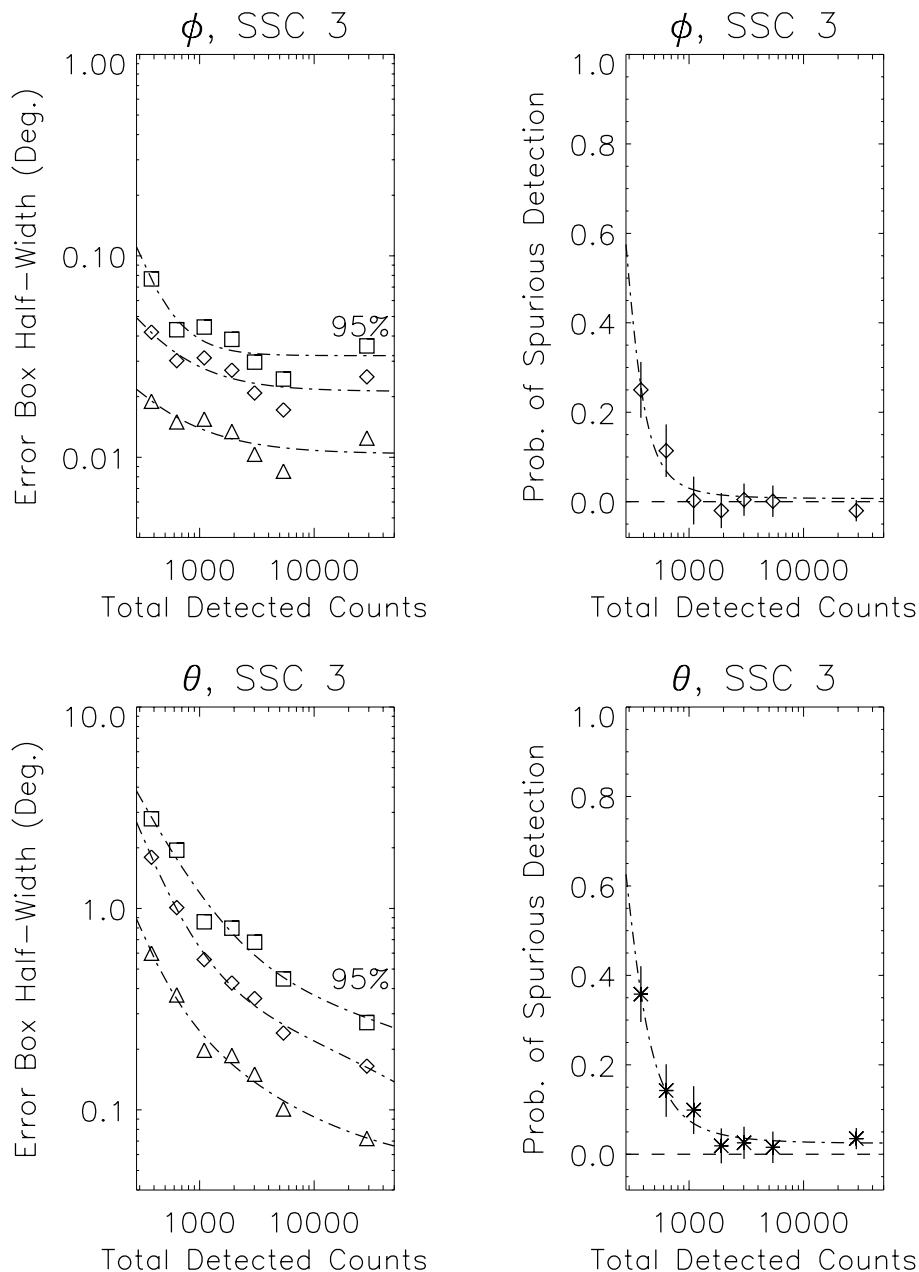 ϕ, SSC 3
Error Box Half-Width (Deg.)
1.00
0.10
0.01
95%
1000 10000
Total Detected Counts
ϕ, SSC 3
Prob. of Spurious Detection
1.0
0.8
0.6
0.4
0.2
0.0
1000 10000
Total Detected Counts
θ, SSC 3
Error Box Half-Width (Deg.)
10.0
1.0
0.1
95%
1000 10000
Total Detected Counts
θ, SSC 3
Prob. of Spurious Detection
1.0
0.8
0.6
0.4
0.2
0.0
1000 10000
Total Detected Counts